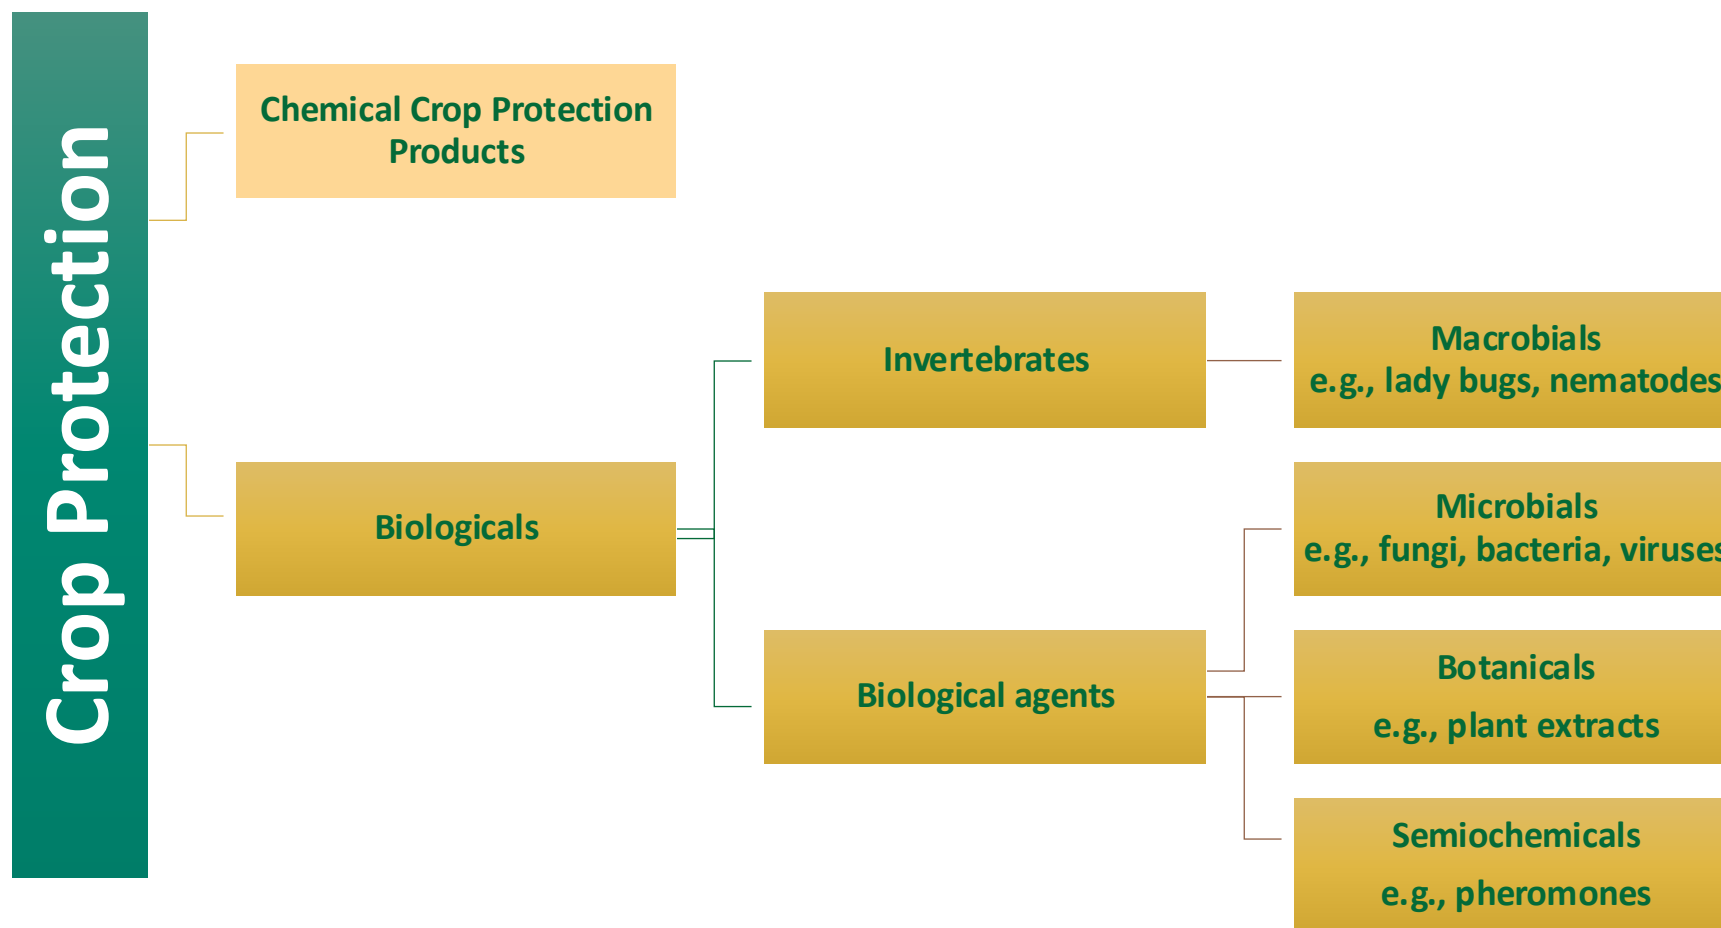 Crop Protection
Chemical Crop Protection
Products
Biologicals
Invertebrates
Biological agents
Macrobials
e.g., lady bugs, nematodes
Microbials
e.g., fungi, bacteria, viruses
Botanicals
e.g., plant extracts
Semiochemicals
e.g., pheromones